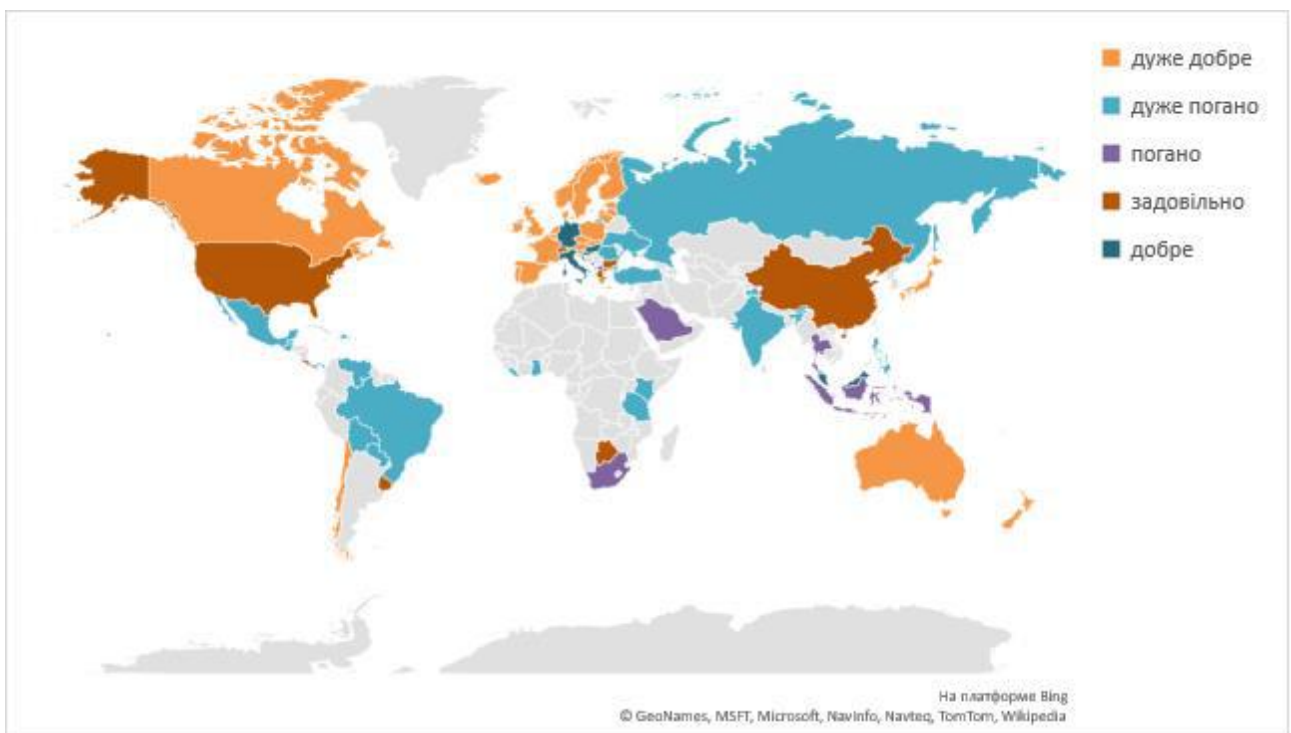 дуже добре
дуже погано
погано
задовільно
добре
На платформе Bing
© GeoNames, MSFT, Microsoft, NavInfo, Navteq, TomTom, Wikipedia